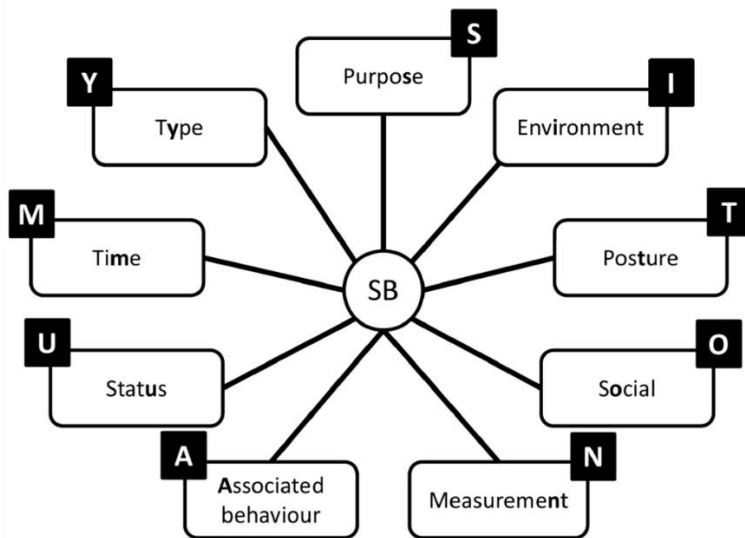 S
Purpose
Y
Type
I
Environment
M
Time
T
Posture
SB
U
Status
O
Social
A
Associated
behaviour
N
Measurement